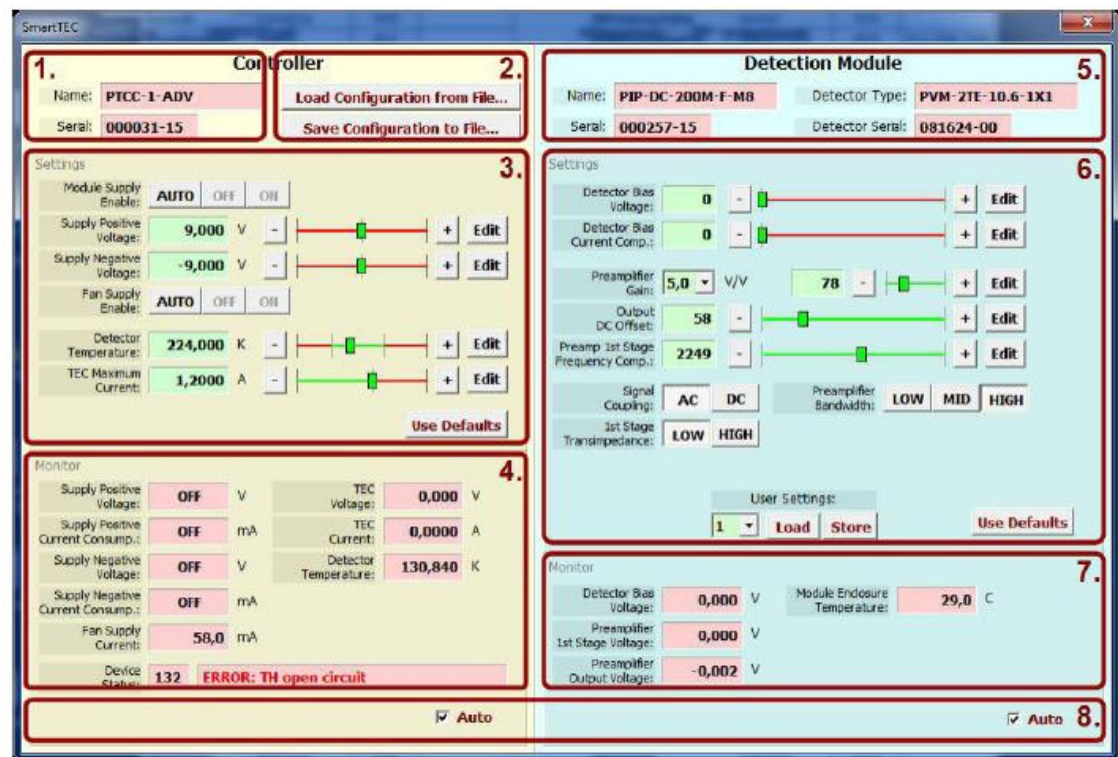 SmartTEC
1. Controller 2.
Name: PTCC-1-ADV
Serial: 000031-15
Load Configuration from File...
Save Configuration to File...
Settings 3.
Module Supply
Enable: AUTO OFF ON
Supply Positive
Voltage: 9,000 V - + Edit
Supply Negative
Voltage: -9,000 V - + Edit
Fan Supply
Enable: AUTO OFF ON
Detector
Temperature: 224,000 K - + Edit
TEC Maximum
Current: 1,2000 A - + Edit
Use Defaults
Monitor 4.
Supply Positive
Voltage: OFF V
Supply Positive
Current Consump.: OFF mA
Supply Negative
Voltage: OFF V
Supply Negative
Current Consump.: OFF mA
Fan Supply
Current: 58,0 mA
TEC
Voltage: 0,000 V
TEC
Current: 0,0000 A
Detector
Temperature: 130,840 K
Device
Status: 132 ERROR: TH open circuit
Auto
Detection Module 5.
Name: PIP-DC-200M-F-M8 Detector Type: PVM-2TE-10.6-1X1
Serial: 000257-15 Detector Serial: 081624-00
Settings 6.
Detector Bias
Voltage: 0 - + Edit
Detector Bias
Current Comp.: 0 - + Edit
Preamplifier
Gain: 5,0 V/V 78 - + Edit
Output
DC Offset: 58 - + Edit
Preamp 1st Stage
Frequency Comp.: 2249 - + Edit
Signal
Coupling: AC DC
Preamplifier
Bandwidth: LOW MID HIGH
1st Stage
Transimpedance: LOW HIGH
User Settings:
1 Load Store Use Defaults
Monitor 7.
Detector Bias
Voltage: 0,000 V
Preamplifier
1st Stage Voltage: 0,000 V
Preamplifier
Output Voltage: -0,002 V
Module Enclosure
Temperature: 29,0 C
Auto 8.